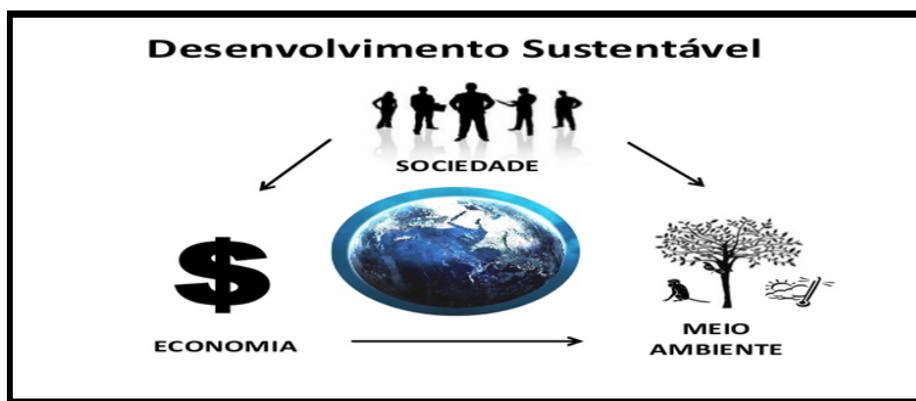 Desenvolvimento Sustentável
SOCIEDADE
ECONOMIA
MEIO
AMBIENTE